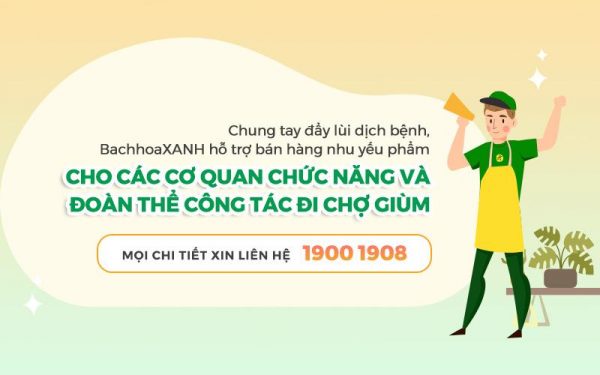 Chung tay đẩy lùi dịch bệnh,
BachhoaXANH hỗ trợ bán hàng nhu yếu phẩm
CHO CÁC CƠ QUAN CHỨC NĂNG VÀ
ĐOÀN THỂ CÔNG TÁC ĐI CHỢ GIÙM
MỌI CHI TIẾT XIN LIÊN HỆ 1900 1908